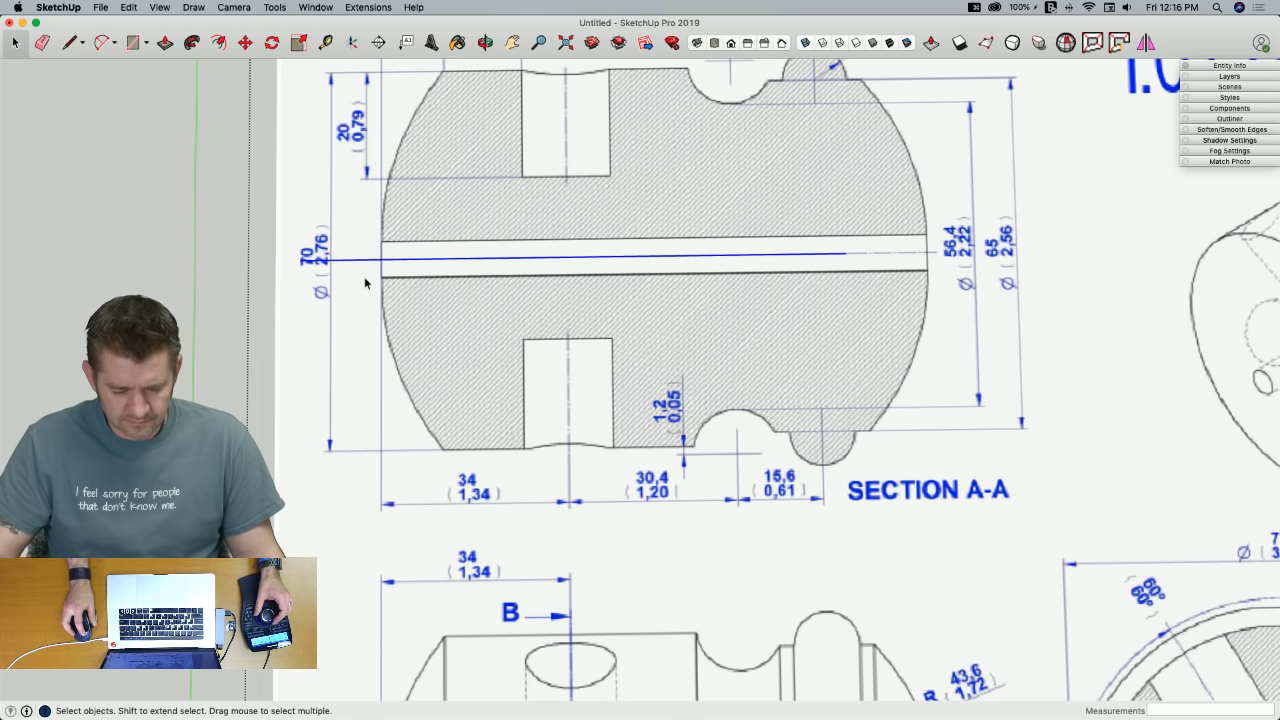 SketchUp File Edit View Draw Camera Tools Window Extensions Help
100% Fri 12:16 PM
Untitled - SketchUp Pro 2019
Entity Info
Layers
Scenes
Styles
Components
Outliner
Soften/Smooth Edges
Shadow Settings
Fog Settings
Match Photo
20
( 0,79 )
70
Ø ( 2,76 )
56,4
Ø ( 2,22 )
65
Ø ( 2,56 )
1,2
( 0,05 )
34
( 1,34 )
30,4
( 1,20 )
15,6
( 0,61 )
SECTION A-A
34
( 1,34 )
B
60°
( 60° )
43,6
( 1,72 )
I feel sorry for people
that don't know me.
Select objects. Shift to extend select. Drag mouse to select multiple.
Measurements